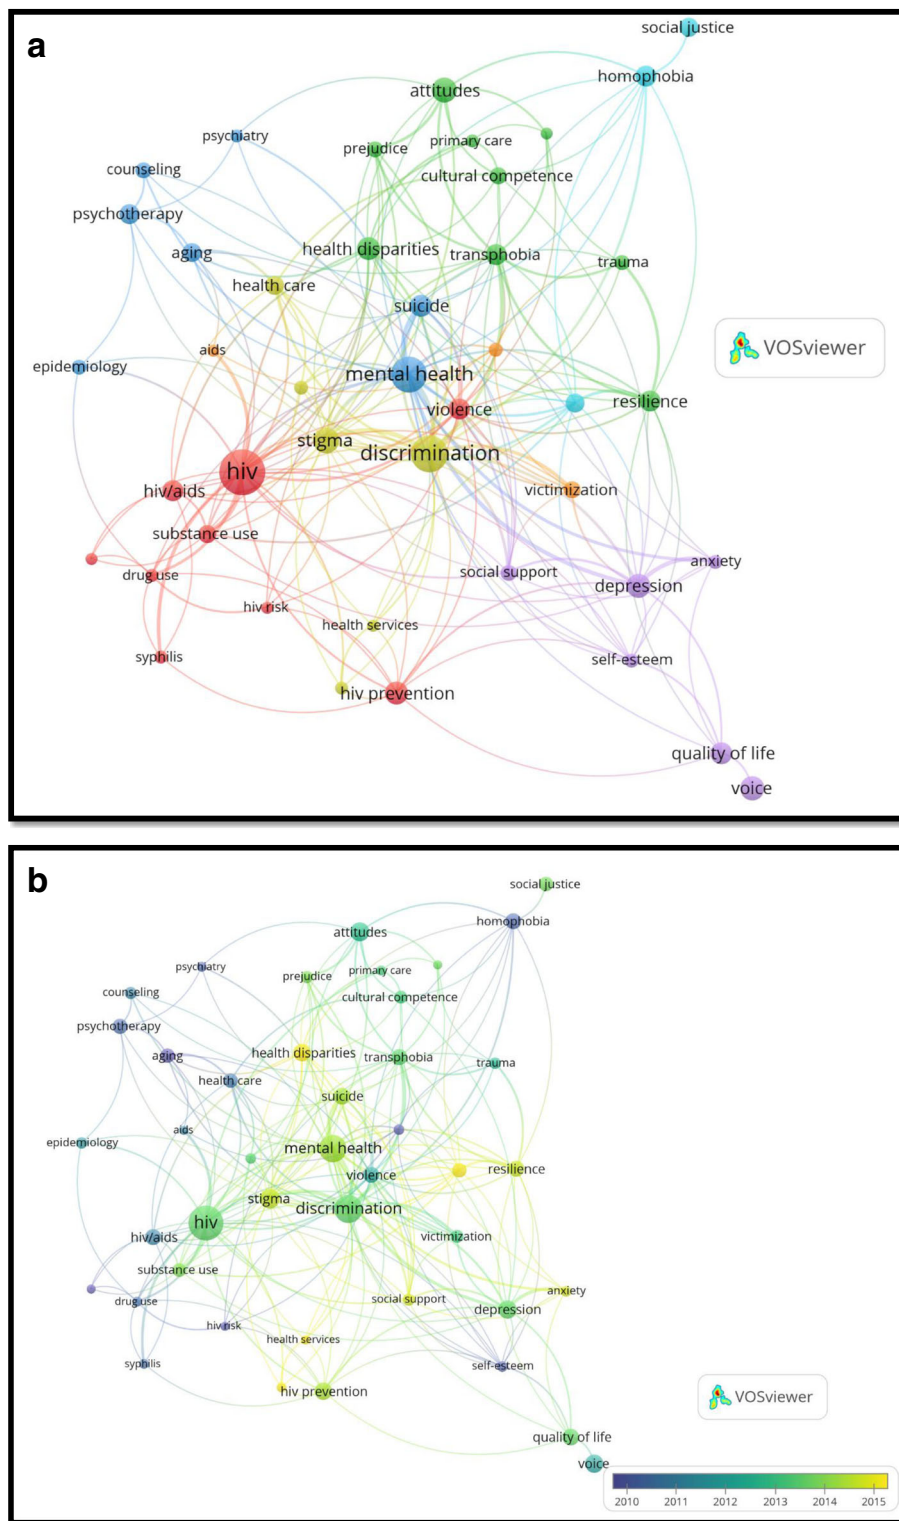 a
social justice
homophobia
attitudes
psychiatry
prejudice
primary care
counseling
cultural competence
psychotherapy
aging
health disparities
transphobia
trauma
health care
suicide
VOSviewer
aids
epidemiology
mental health
violence
resilience
stigma
discrimination
hiv
hiv/aids
victimization
substance use
drug use
social support
anxiety
depression
hiv risk
health services
syphilis
self-esteem
hiv prevention
quality of life
voice
b
social justice
homophobia
attitudes
psychiatry
prejudice
primary care
counseling
cultural competence
psychotherapy
aging
health disparities
transphobia
trauma
health care
suicide
aids
epidemiology
mental health
violence
resilience
stigma
discrimination
hiv
hiv/aids
victimization
substance use
drug use
social support
anxiety
depression
hiv risk
health services
syphilis
self-esteem
hiv prevention
VOSviewer
quality of life
voice
2010 2011 2012 2013 2014 2015